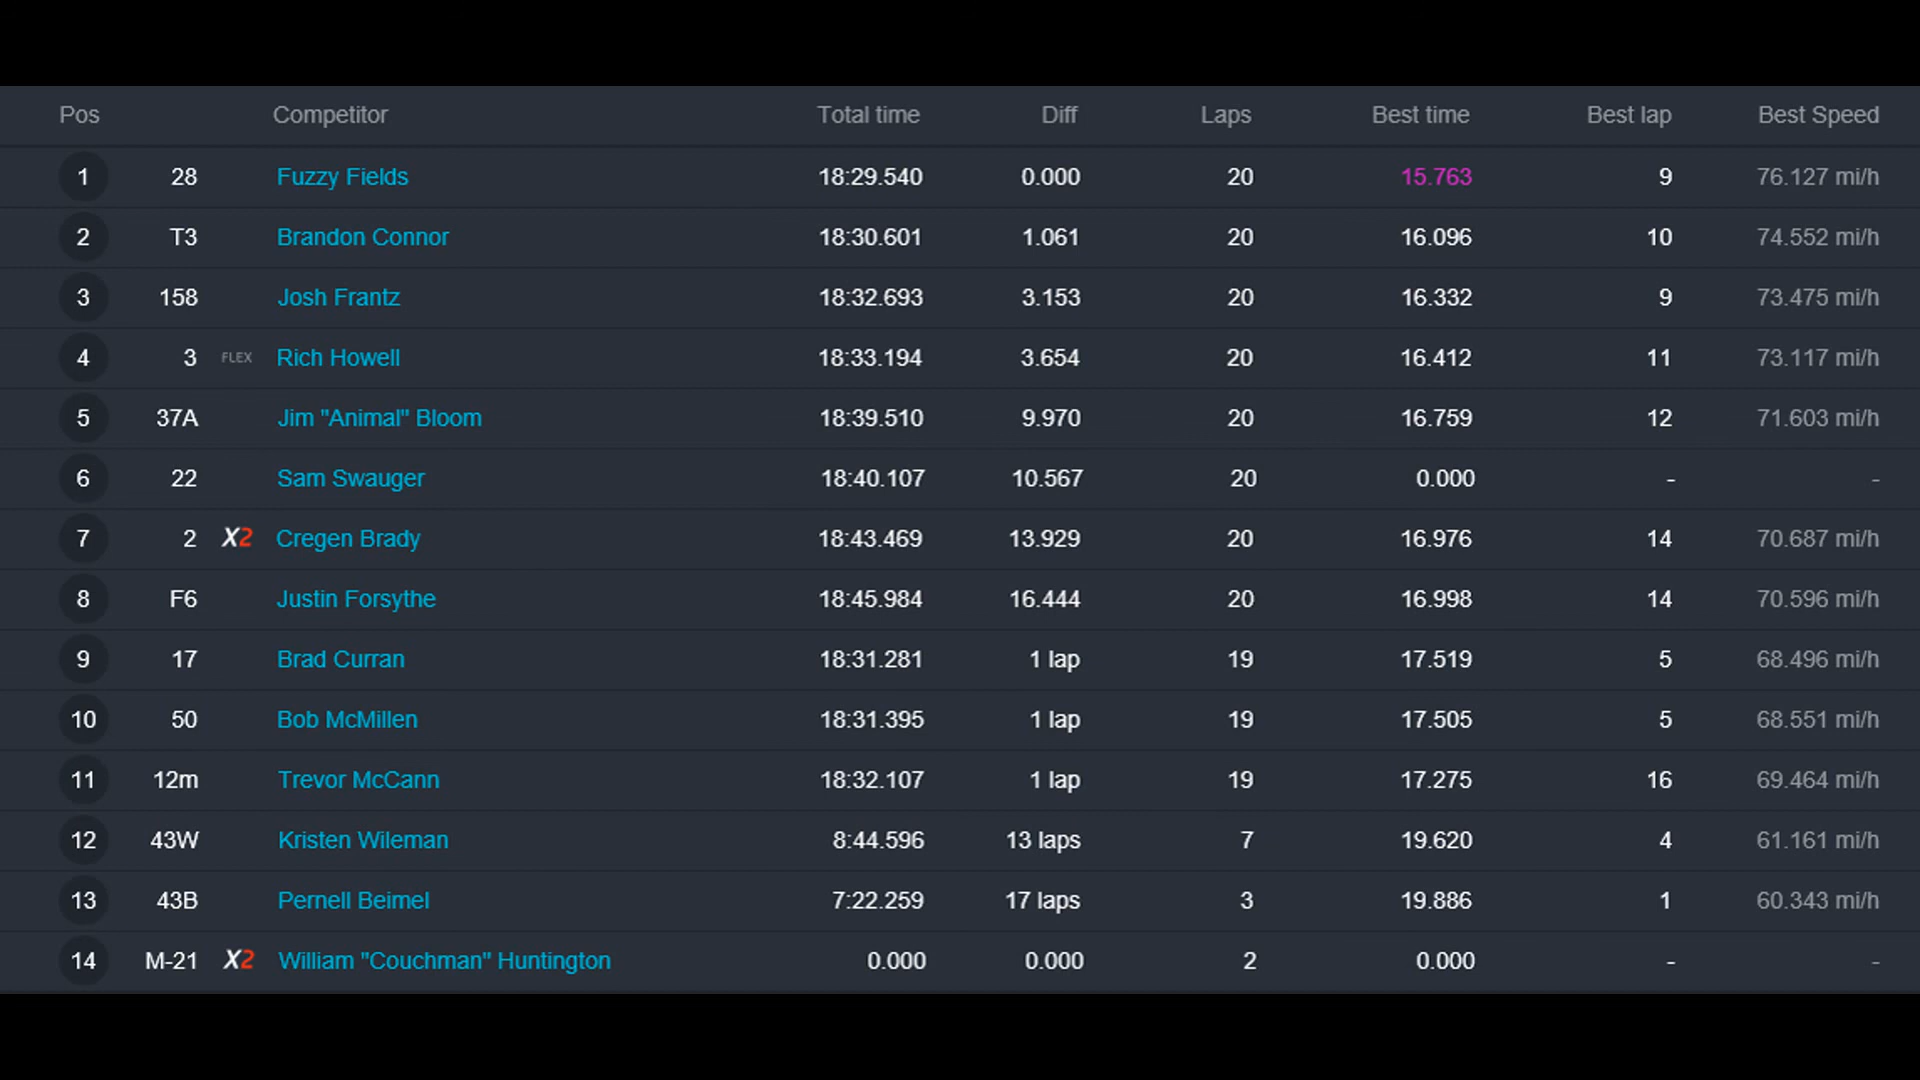 Pos Competitor Total time Diff Laps Best time Best lap Best Speed
1 28 Fuzzy Fields 18:29.540 0.000 20 15.763 9 76.127 mi/h
2 T3 Brandon Connor 18:30.601 1.061 20 16.096 10 74.552 mi/h
3 158 Josh Frantz 18:32.693 3.153 20 16.332 9 73.475 mi/h
4 3 FLEX Rich Howell 18:33.194 3.654 20 16.412 11 73.117 mi/h
5 37A Jim "Animal" Bloom 18:39.510 9.970 20 16.759 12 71.603 mi/h
6 22 Sam Swauger 18:40.107 10.567 20 0.000 - -
7 2 X2 Cregen Brady 18:43.469 13.929 20 16.976 14 70.687 mi/h
8 F6 Justin Forsythe 18:45.984 16.444 20 16.998 14 70.596 mi/h
9 17 Brad Curran 18:31.281 1 lap 19 17.519 5 68.496 mi/h
10 50 Bob McMillen 18:31.395 1 lap 19 17.505 5 68.551 mi/h
11 12m Trevor McCann 18:32.107 1 lap 19 17.275 16 69.464 mi/h
12 43W Kristen Wileman 8:44.596 13 laps 7 19.620 4 61.161 mi/h
13 43B Pernell Beimel 7:22.259 17 laps 3 19.886 1 60.343 mi/h
14 M-21 X2 William "Couchman" Huntington 0.000 0.000 2 0.000 - -